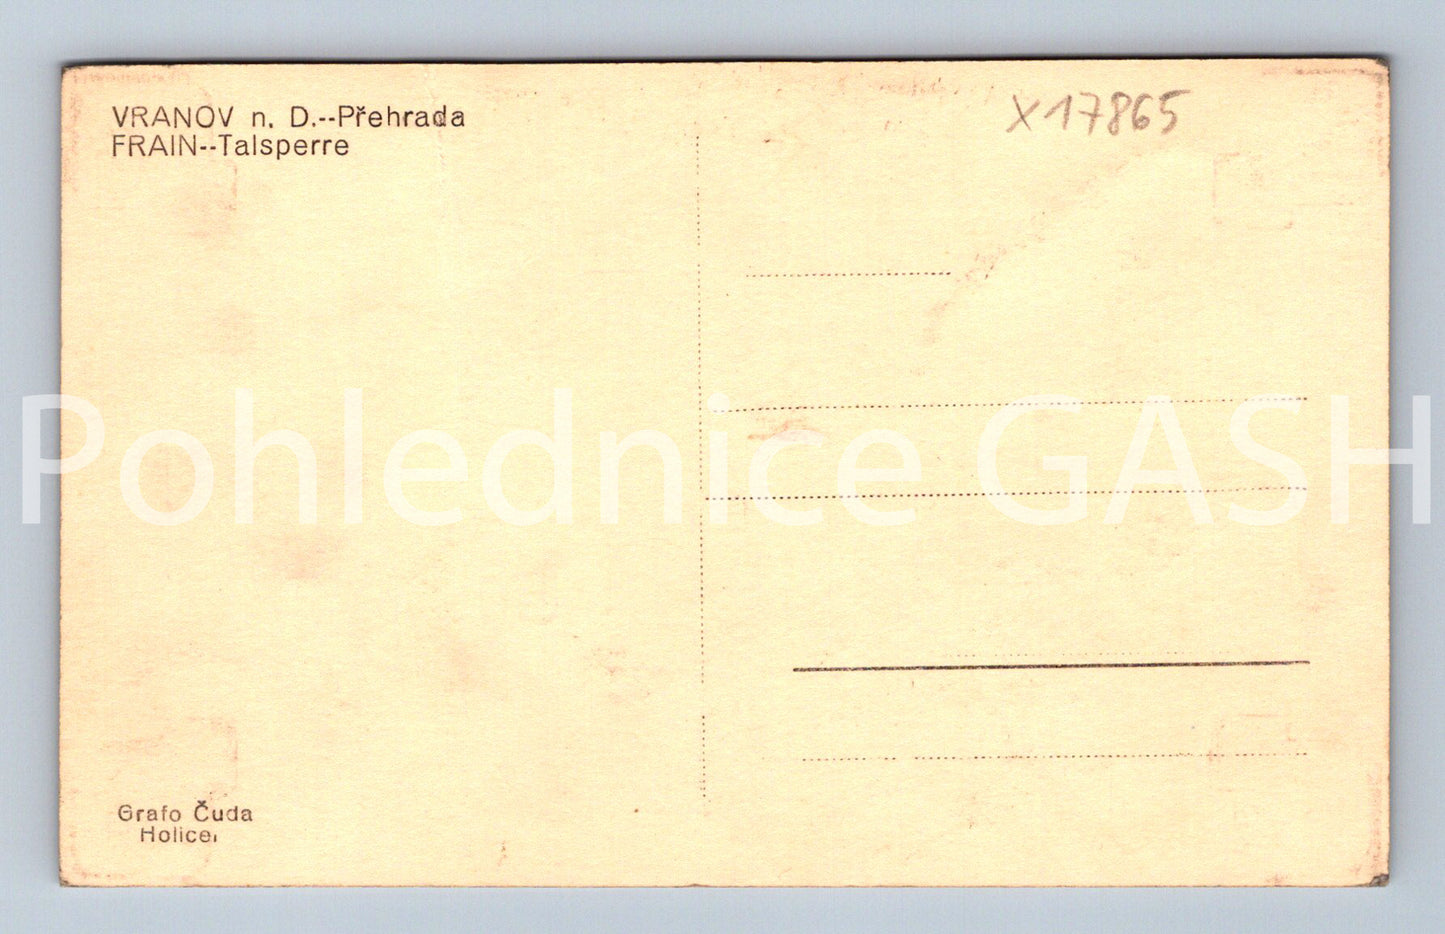 VRANOV n. D.--Přehrada
FRAIN--Talsperre
X17865
Pohlednice GASH
Grafo Čuda
Holice,